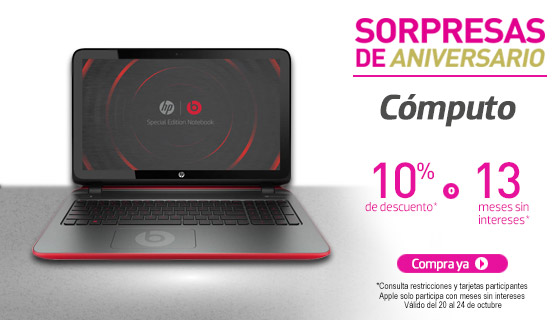 SORPRESAS
DE ANIVERSARIO
Cómputo
hp | b
Special Edition Notebook
hp
b
10% de descuento*
o
13 meses sin intereses*
Compra ya
*Consulta restricciones y tarjetas participantes
Apple solo participa con meses sin intereses
Válido del 20 al 24 de octubre